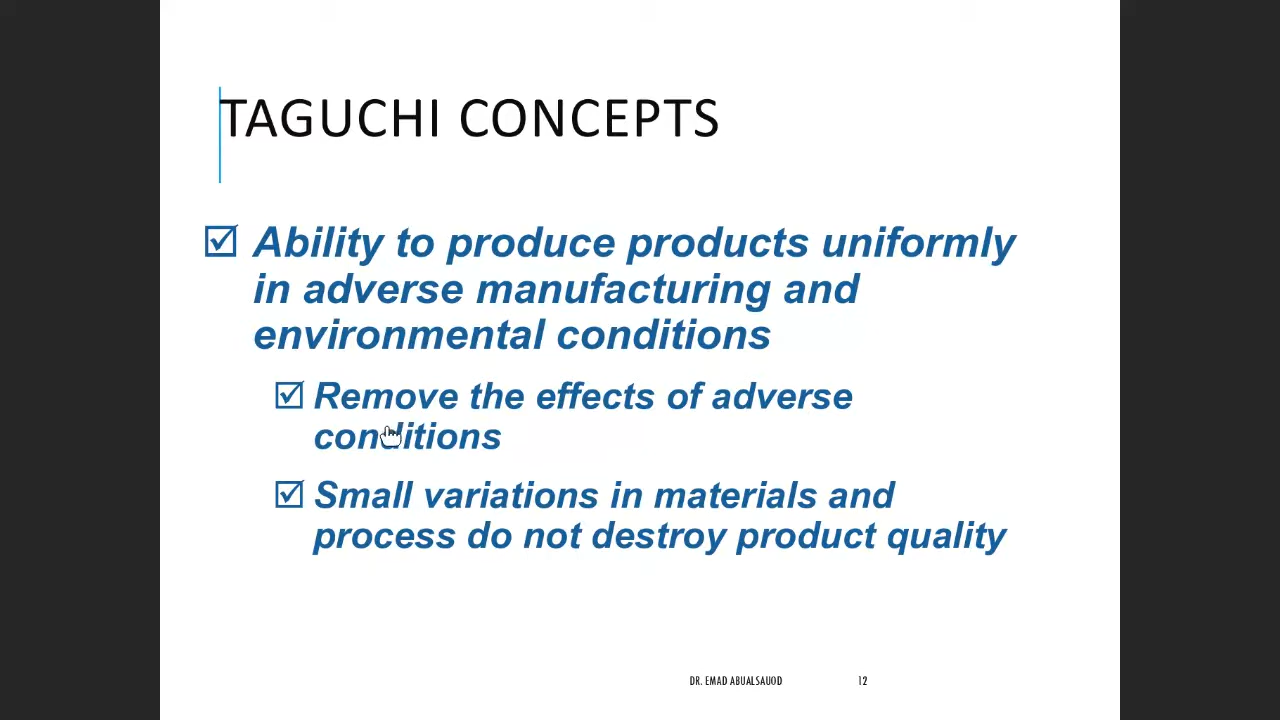 TAGUCHI CONCEPTS
Ability to produce products uniformly
in adverse manufacturing and
environmental conditions
Remove the effects of adverse
conditions
Small variations in materials and
process do not destroy product quality
DR. EMAD ABUALSAUOD 12